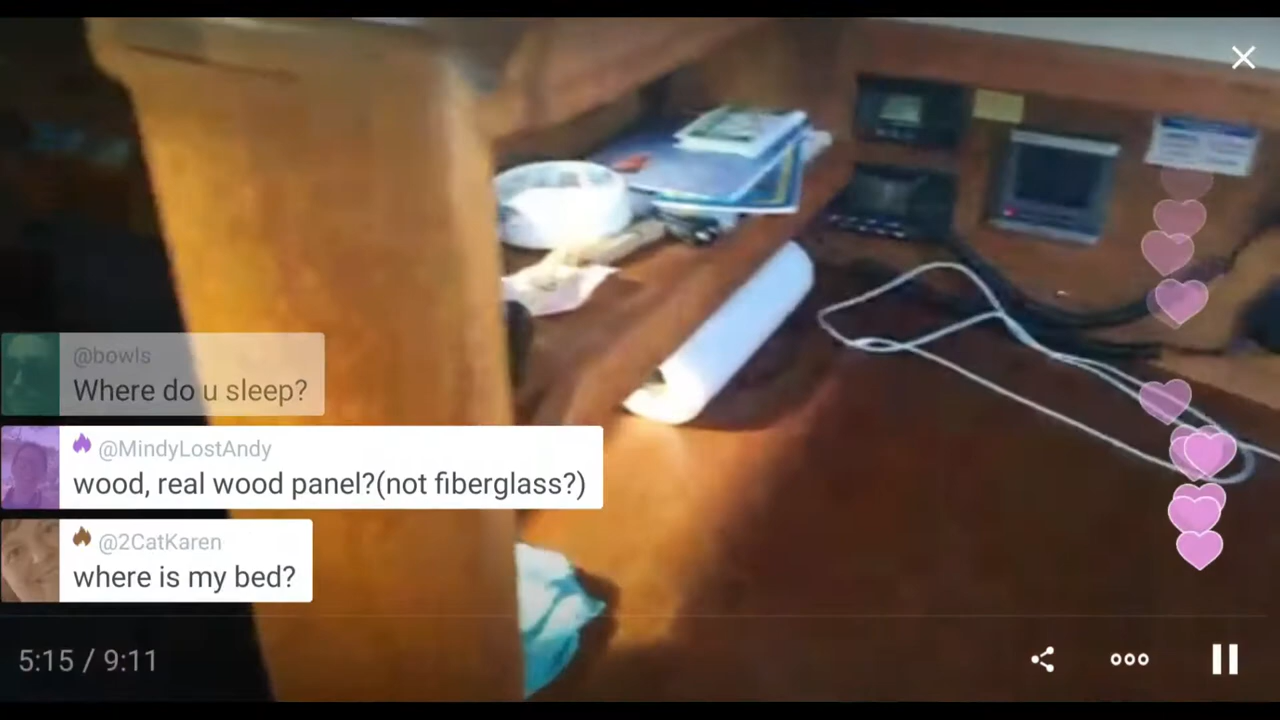 @bowls
Where do u sleep?
@MindyLostAndy
wood, real wood panel?(not fiberglass?)
@2CatKaren
where is my bed?
5:15 / 9:11